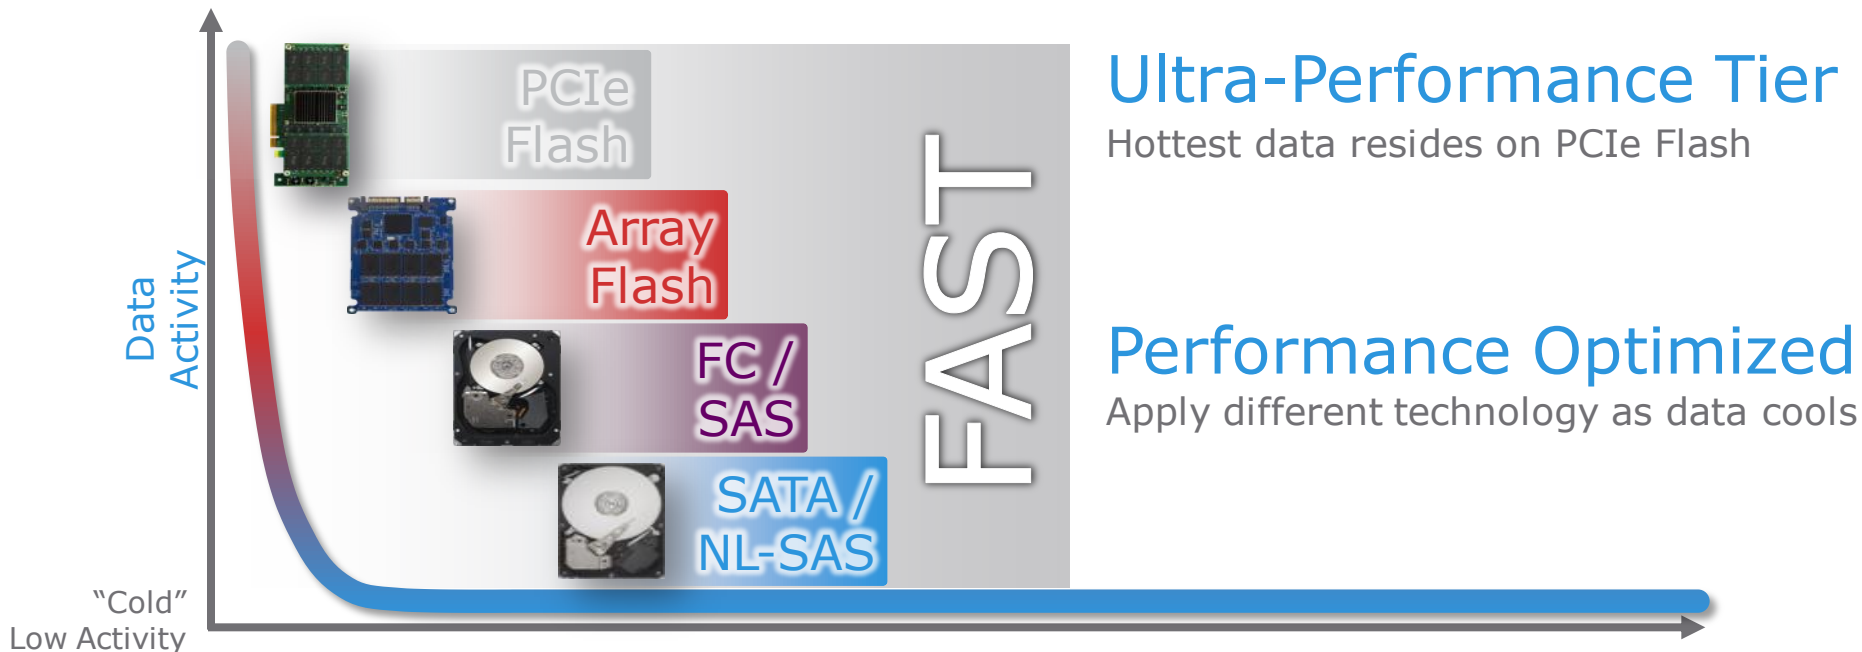 Data
Activity
“Cold”
Low Activity
PCIe
Flash
Array
Flash
FC /
SAS
SATA /
NL-SAS
FAST
Ultra-Performance Tier
Hottest data resides on PCIe Flash
Performance Optimized
Apply different technology as data cools